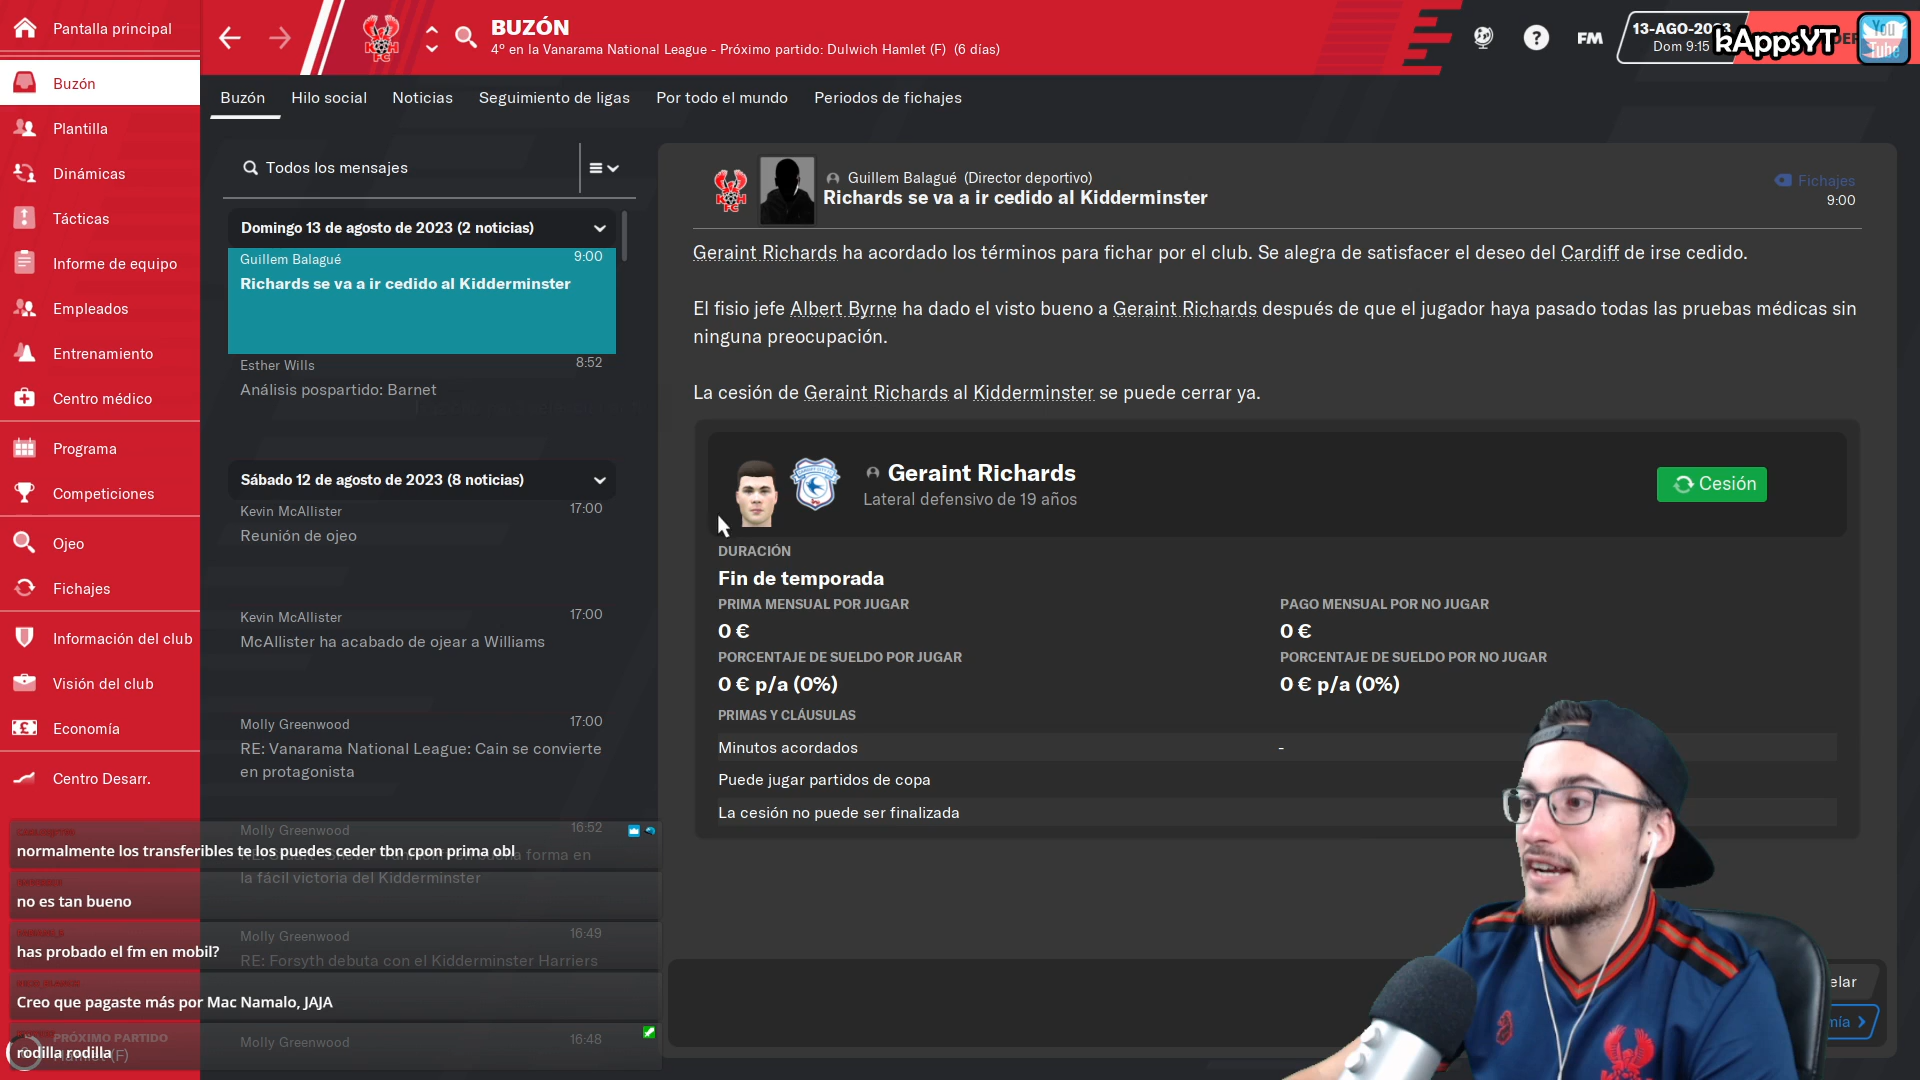 Pantalla principal
Buzón
Plantilla
Dinámicas
Tácticas
Informe de equipo
Empleados
Entrenamiento
Centro médico
Programa
Competiciones
Ojeo
Fichajes
Información del club
Visión del club
Economía
Centro Desarr.
BUZÓN
4º en la Vanarama National League - Próximo partido: Dulwich Hamlet (F) (6 días)
FM
13-AGO-2023
Dom 9:15
kAppsYT
You
Tube
Buzón
Hilo social
Noticias
Seguimiento de ligas
Por todo el mundo
Periodos de fichajes
Todos los mensajes
Domingo 13 de agosto de 2023 (2 noticias)
Guillem Balagué
9:00
Richards se va a ir cedido al Kidderminster
Esther Wills
8:52
Análisis pospartido: Barnet
Sábado 12 de agosto de 2023 (8 noticias)
Kevin McAllister
17:00
Reunión de ojeo
Kevin McAllister
17:00
McAllister ha acabado de ojear a Williams
Molly Greenwood
17:00
RE: Vanarama National League: Cain se convierte
en protagonista
Molly Greenwood
16:52
buena forma en
la fácil victoria del Kidderminster
Molly Greenwood
16:49
RE: Forsyth debuta con el Kidderminster Harriers
Molly Greenwood
16:48
normalmente los transferibles te los puedes ceder tbn cpon prima obl
no es tan bueno
has probado el fm en mobil?
Creo que pagaste más por Mac Namalo, JAJA
PRÓXIMO PARTIDO
rodilla rodilla
(F)
Guillem Balagué (Director deportivo)
Richards se va a ir cedido al Kidderminster
Fichajes
9:00
Geraint Richards ha acordado los términos para fichar por el club. Se alegra de satisfacer el deseo del Cardiff de irse cedido.
El fisio jefe Albert Byrne ha dado el visto bueno a Geraint Richards después de que el jugador haya pasado todas las pruebas médicas sin
ninguna preocupación.
La cesión de Geraint Richards al Kidderminster se puede cerrar ya.
Geraint Richards
Lateral defensivo de 19 años
Cesión
DURACIÓN
Fin de temporada
PRIMA MENSUAL POR JUGAR
PAGO MENSUAL POR NO JUGAR
0 €
0 €
PORCENTAJE DE SUELDO POR JUGAR
PORCENTAJE DE SUELDO POR NO JUGAR
0 € p/a (0%)
0 € p/a (0%)
PRIMAS Y CLÁUSULAS
Minutos acordados
-
Puede jugar partidos de copa
La cesión no puede ser finalizada
elar